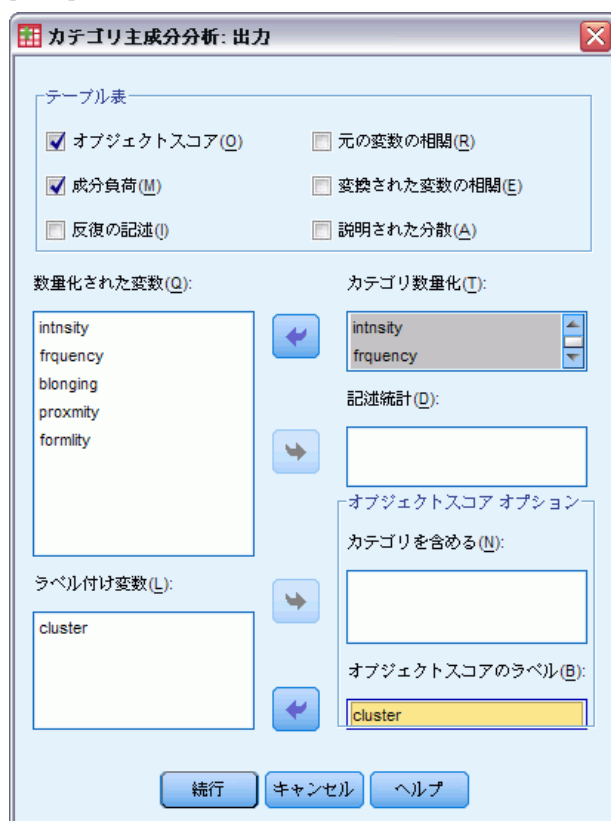 カテゴリ主成分分析: 出力
テーブル表
オブジェクトスコア(O)
元の変数の相関(R)
成分負荷(M)
変換された変数の相関(E)
反復の記述(I)
説明された分散(A)
数量化された変数(Q):
カテゴリ数量化(T):
intnsity
frquency
blonging
proxmity
formlity
intnsity
frquency
記述統計(D):
オブジェクトスコア オプション
カテゴリを含める(N):
ラベル付け変数(L):
cluster
オブジェクトスコアのラベル(B):
cluster
続行
キャンセル
ヘルプ